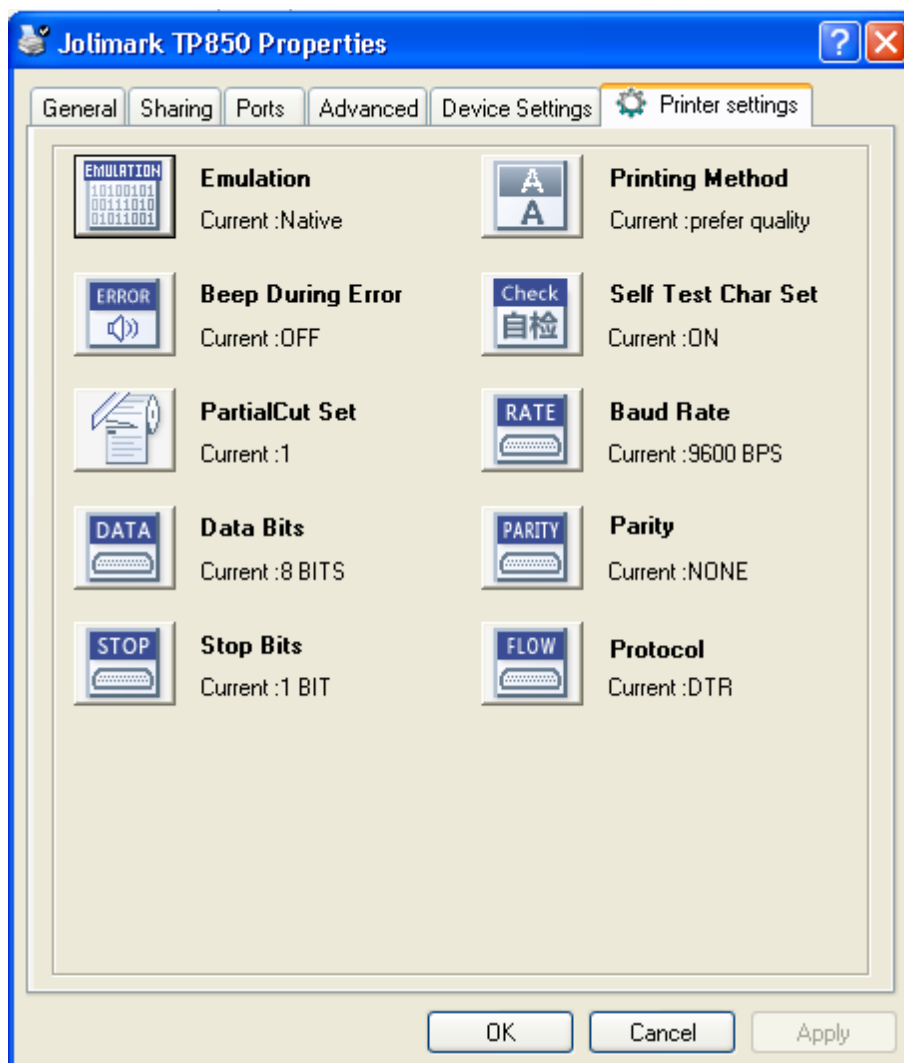 Jolimark TP850 Properties
General Sharing Ports Advanced Device Settings Printer settings
EMULATION
10100101
00111010
01011001
Emulation
Current :Native
A
A
Printing Method
Current :prefer quality
ERROR
Beep During Error
Current :OFF
Check
自检
Self Test Char Set
Current :ON
PartialCut Set
Current :1
RATE
Baud Rate
Current :9600 BPS
DATA
Data Bits
Current :8 BITS
PARITY
Parity
Current :NONE
STOP
Stop Bits
Current :1 BIT
FLOW
Protocol
Current :DTR
OK Cancel Apply